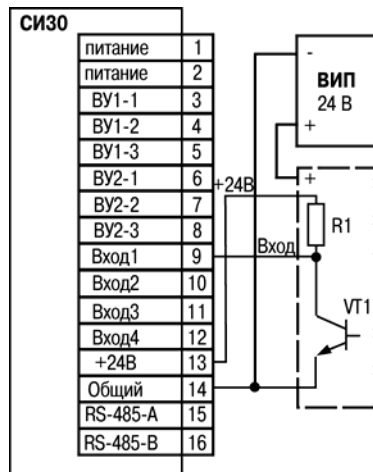 СИ30
питание 1
питание 2
ВУ1-1 3
ВУ1-2 4
ВУ1-3 5
ВУ2-1 6
ВУ2-2 7
ВУ2-3 8
Вход1 9
Вход2 10
Вход3 11
Вход4 12
+24В 13
Общий 14
RS-485-А 15
RS-485-В 16
-
ВИП
24 В
+
+
+24В
R1
Вход
VT1